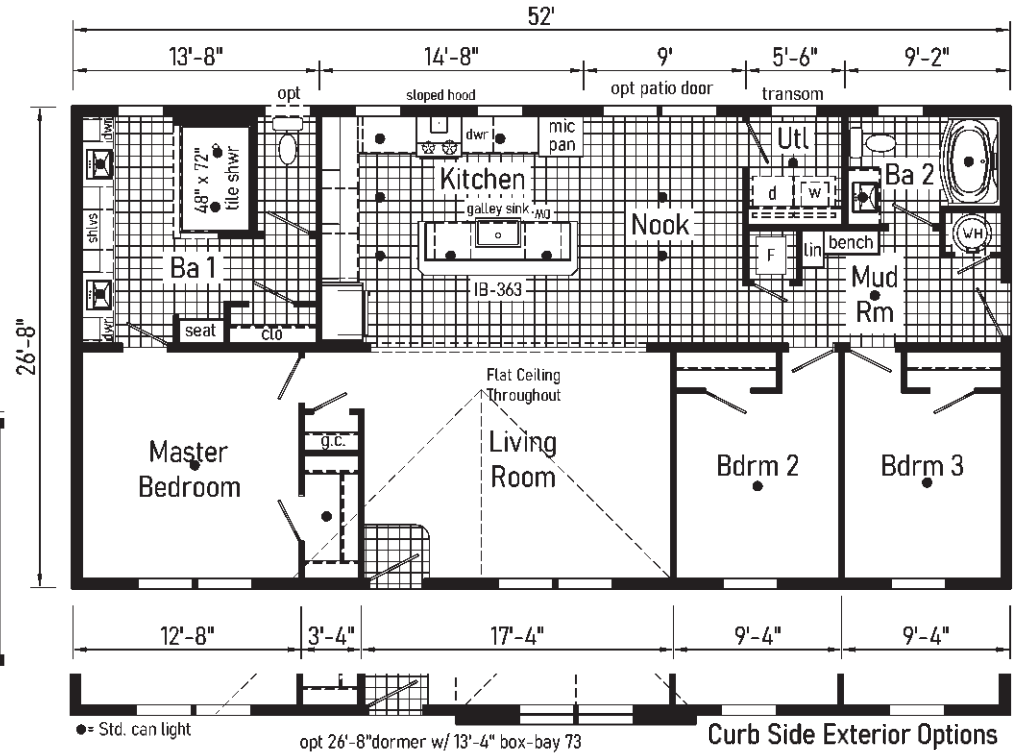 52'
13'-8" 14'-8" 9' 5'-6" 9'-2"
opt sloped hood opt patio door transom
26'-8"
dwr
48" x 72"
tile shwr
shlvs
dwr
Ba 1
seat
clo
dwr
mic
pan
Kitchen
galley sink
DW
IB-363
Nook
Utl
d w
F
lin
bench
Ba 2
WH
Mud
Rm
Flat Ceiling
Throughout
g.c.
Master
Bedroom
Living
Room
Bdrm 2
Bdrm 3
12'-8" 3'-4" 17'-4" 9'-4" 9'-4"
= Std. can light
opt 26'-8"dormer w/ 13'-4" box-bay 73
Curb Side Exterior Options